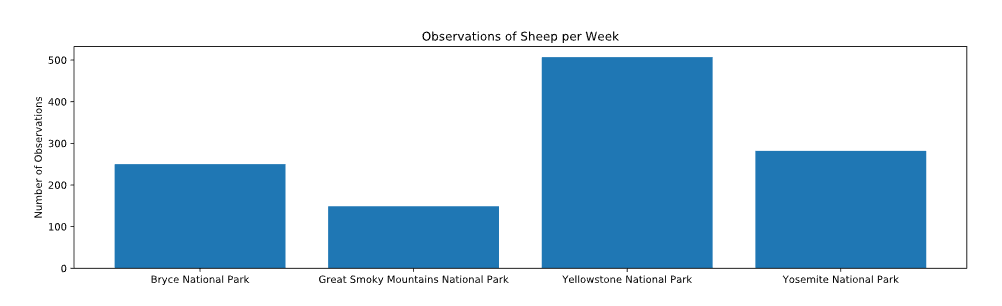 Observations of Sheep per Week
Number of Observations
500
400
300
200
100
0
Bryce National Park
Great Smoky Mountains National Park
Yellowstone National Park
Yosemite National Park